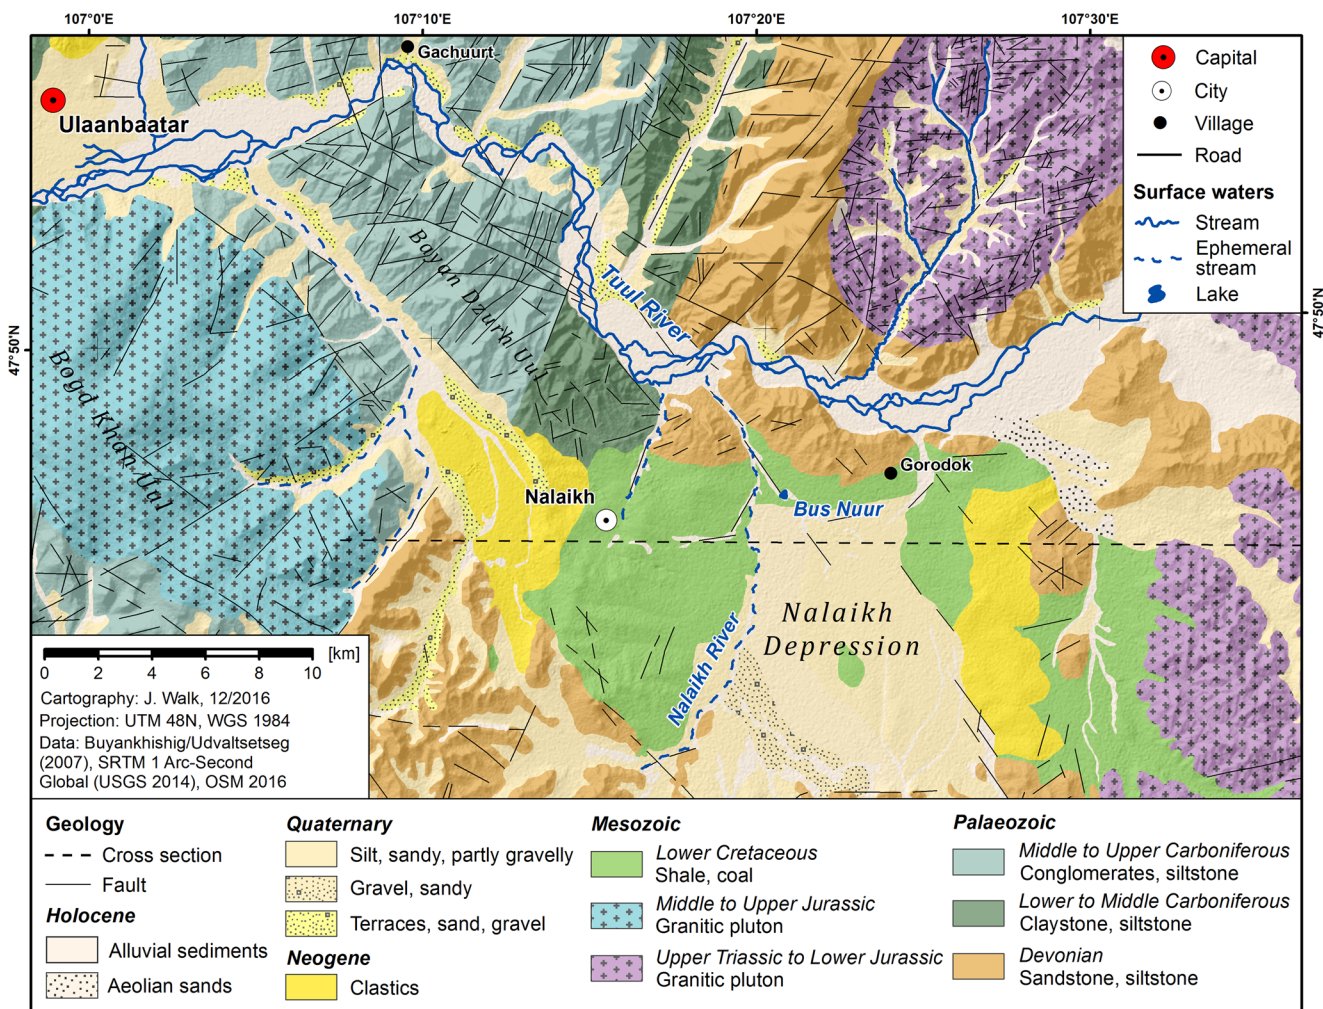 107°0'E
107°10'E
107°20'E
107°30'E
Gachuurt
Ulaanbaatar
Capital
City
Village
Road
Surface waters
Stream
Ephemeral
stream
Lake
Bayan Dzurh Uul
Tuul River
47°50'N
47°50'N
Bogd Khan Uul
Gorodok
Nalaikh
Bus Nuur
Nalaikh
Depression
Nalaikh River
0 2 4 6 8 10 [km]
Cartography: J. Walk, 12/2016
Projection: UTM 48N, WGS 1984
Data: Buyankhishig/Udvaltsetseg
(2007), SRTM 1 Arc-Second
Global (USGS 2014), OSM 2016
Geology
Cross section
Fault
Holocene
Alluvial sediments
Aeolian sands
Quaternary
Silt, sandy, partly gravelly
Gravel, sandy
Terraces, sand, gravel
Neogene
Clastics
Mesozoic
Lower Cretaceous
Shale, coal
Middle to Upper Jurassic
Granitic pluton
Upper Triassic to Lower Jurassic
Granitic pluton
Palaeozoic
Middle to Upper Carboniferous
Conglomerates, siltstone
Lower to Middle Carboniferous
Claystone, siltstone
Devonian
Sandstone, siltstone